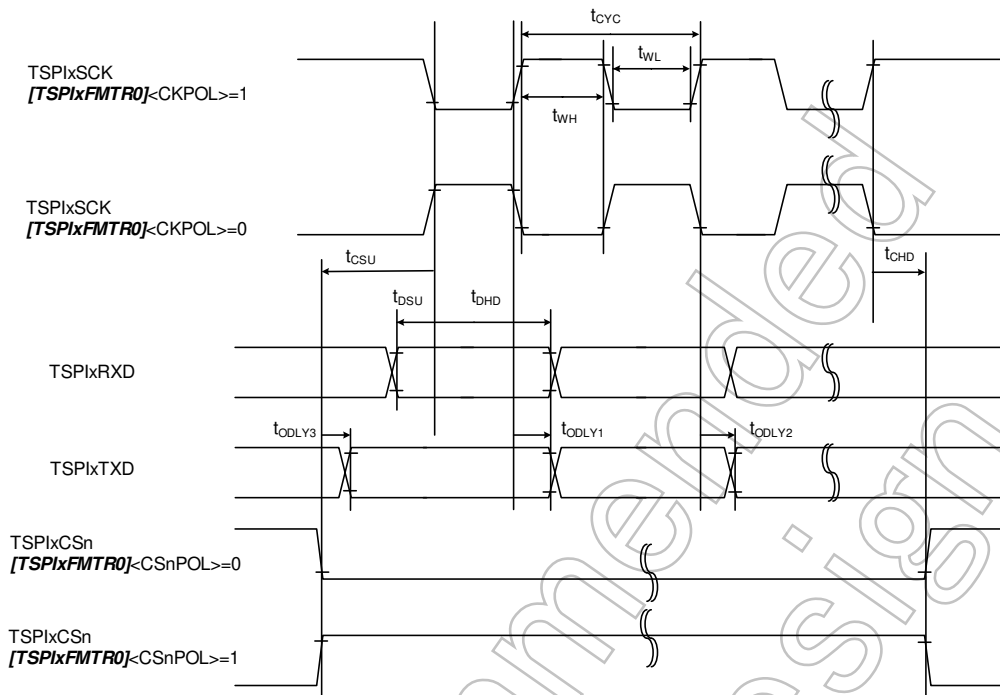 tCYC
TSPIxSCK
[TSPIxFMTR0]<CKPOL>=1
tWL
tWH
TSPIxSCK
[TSPIxFMTR0]<CKPOL>=0
tCSU
tCHD
tDSU
tDHD
TSPIxRXD
tODLY3
tODLY1
tODLY2
TSPIxTXD
TSPIxCSn
[TSPIxFMTR0]<CSnPOL>=0
TSPIxCSn
[TSPIxFMTR0]<CSnPOL>=1